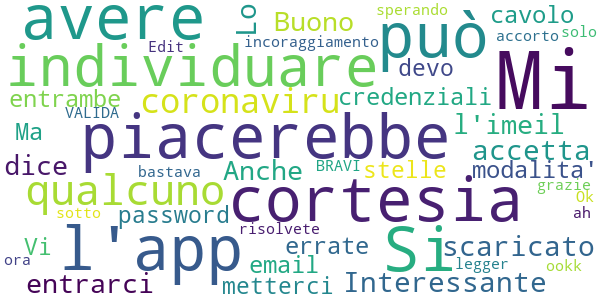 avere Lo Buono può sperando cavolo solo
Edit incoraggiamento accorto
individuare devo Mi
entrambe coronaviru credenziali
VALIDA l'imeil
Ma piacerebbe accetta
dice bastava Anche BRAVI stelle modalita'
qualcuno cortesia grazie Ok
sotto password ah
Vi l'app risolvete Si scaricato
ora email errate legger ookk
entrarci metterci Interessante